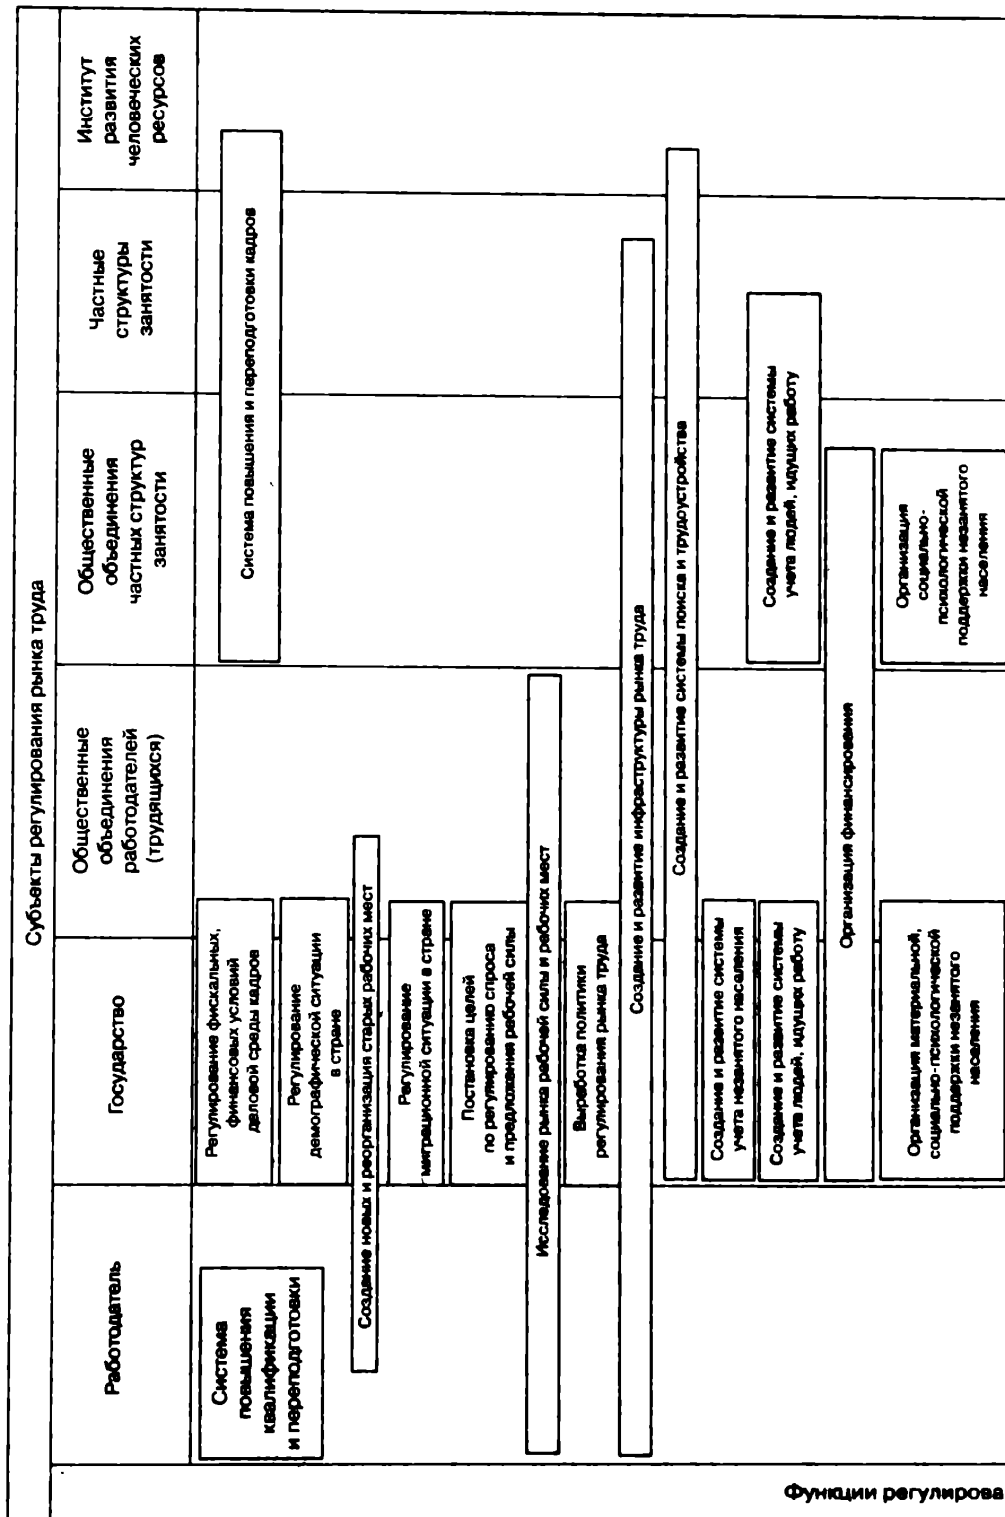 Субъекты регулирования рынка труда
Работодатель
Государство
Общественные
объединения
работодателей
(трудящихся)
Общественные
объединения
частных структур
занятости
Частные
структуры
занятости
Институт
развития
человеческих
ресурсов
Система
повышения
квалификации
и переподготовки
Регулирование фискальных,
финансовых условий
деловой среды кадров
Система повышения и переподготовки кадров
Регулирование
демографической ситуации
в стране
Создание новых и реорганизация старых рабочих мест
Регулирование
миграционной ситуации в стране
Постановка целей
по регулированию спроса
и предложения рабочей силы
Исследование рынка рабочей силы и рабочих мест
Выработка политики
регулирования рынка труда
Создание и развитие инфраструктуры рынка труда
Создание и развитие системы поиска и трудоустройства
Создание и развитие системы
учета незанятого населения
Создание и развитие системы
учета людей, идущих работу
Создание и развитие системы
учета людей, идущих работу
Организация финансирования
Организация материальной,
социально-психологической
поддержки незанятого
населения
Организация
социально-
психологической
поддержки незанятого
населения
Функции регулирова